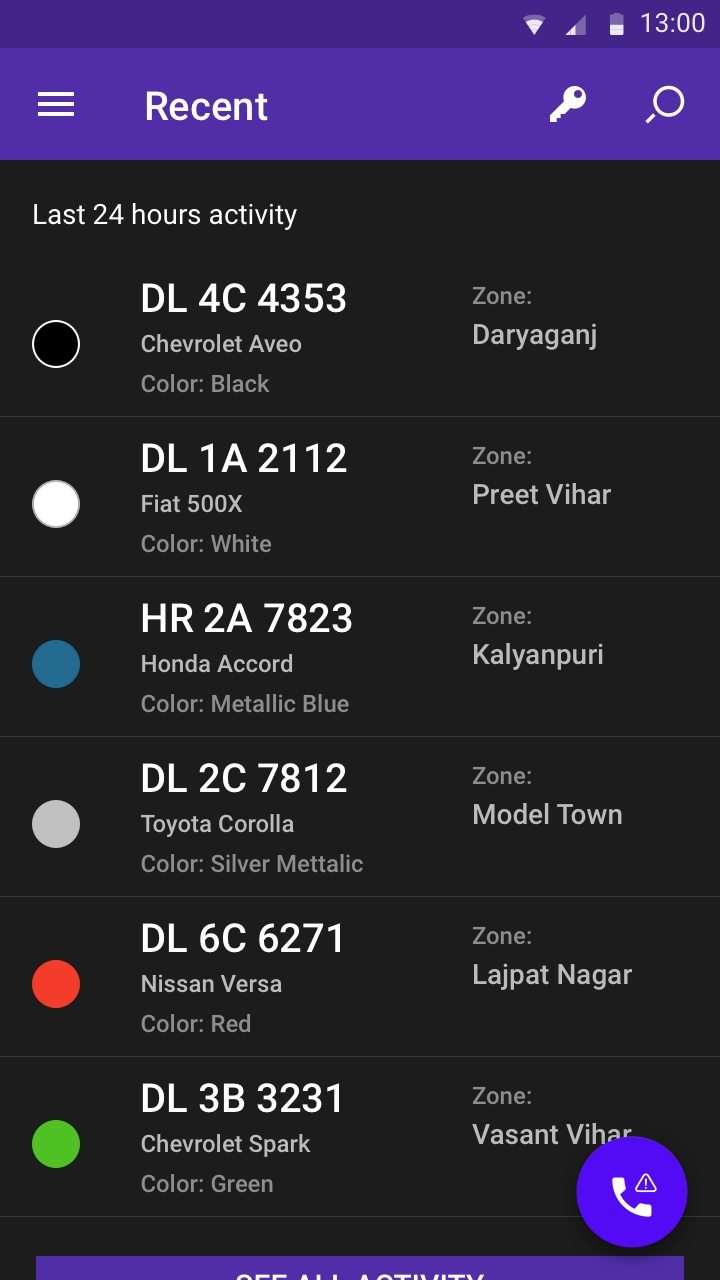 13:00
Recent
Last 24 hours activity
DL 4C 4353
Chevrolet Aveo
Color: Black
Zone:
Daryaganj
DL 1A 2112
Fiat 500X
Color: White
Zone:
Preet Vihar
HR 2A 7823
Honda Accord
Color: Metallic Blue
Zone:
Kalyanpuri
DL 2C 7812
Toyota Corolla
Color: Silver Mettalic
Zone:
Model Town
DL 6C 6271
Nissan Versa
Color: Red
Zone:
Lajpat Nagar
DL 3B 3231
Chevrolet Spark
Color: Green
Zone:
Vasant Vihar
SEE ALL ACTIVITY